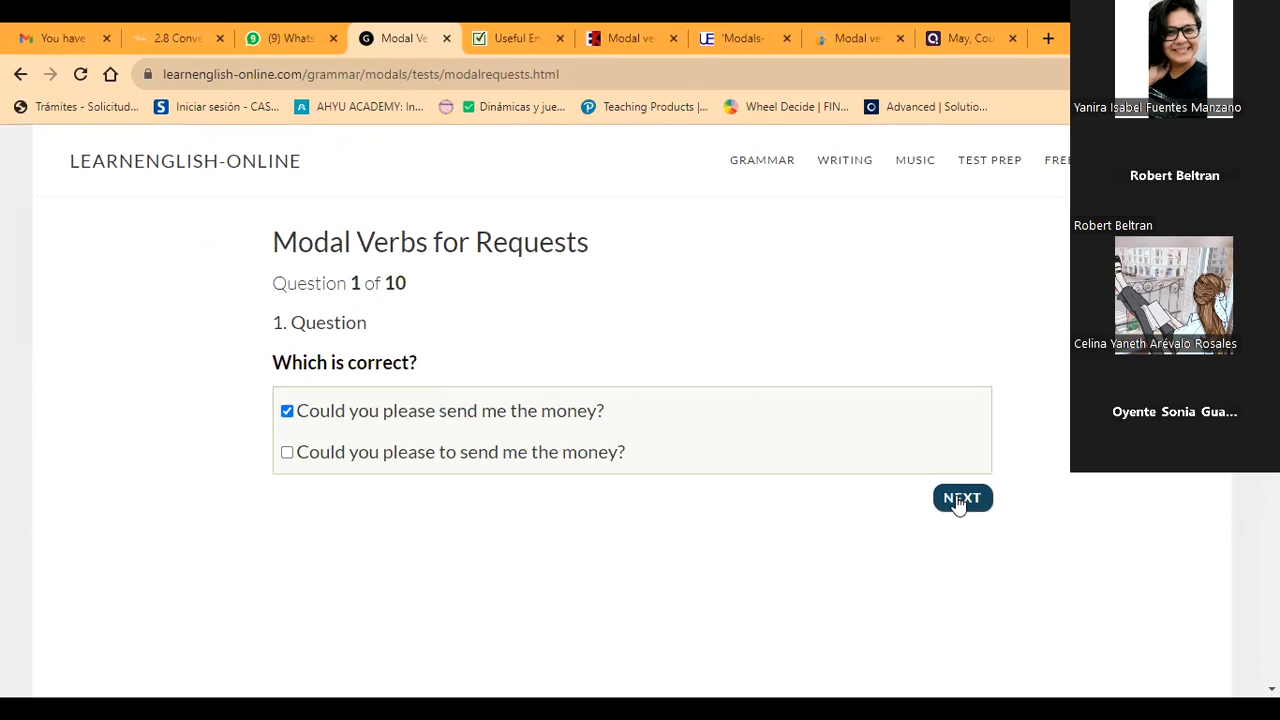 You have
2.8 Conve
(9) Whats
Modal Ve
Useful En
Modal ve
'Modals-
Modal ve
May, Cou
learnenglish-online.com/grammar/modals/tests/modalrequests.html
Trámites - Solicitud...
Iniciar sesión - CAS...
AHYU ACADEMY: In...
Dinámicas y jue...
Teaching Products |...
Wheel Decide | FIN...
Advanced | Solutio...
LEARNENGLISH-ONLINE
GRAMMAR
WRITING
MUSIC
TEST PREP
FREE
Modal Verbs for Requests
Question 1 of 10
1. Question
Which is correct?
Could you please send me the money?
Could you please to send me the money?
NEXT
Yanira Isabel Fuentes Manzano
Robert Beltran
Robert Beltran
Celina Yaneth Arévalo Rosales
Oyente Sonia Gua...